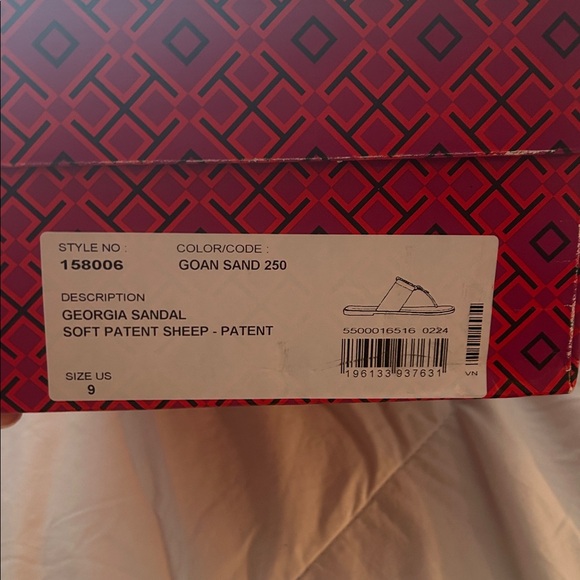 STYLE NO :
COLOR/CODE :
158006
GOAN SAND 250
DESCRIPTION
GEORGIA SANDAL
SOFT PATENT SHEEP - PATENT
5500016516 0224
196133 937631
VN
SIZE US
9